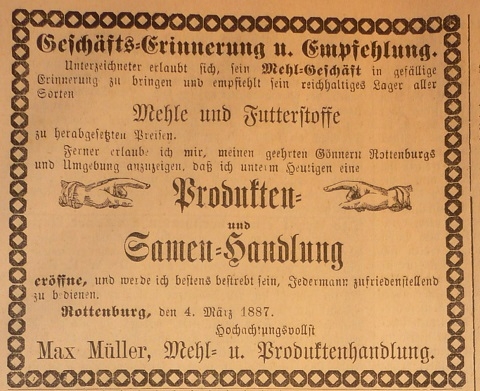 Geschäfts-Erinnerung u. Empfehlung.
Unterzeichneter erlaubt sich, sein Mehl-Geschäft in gefällige
Erinnerung zu bringen und empfiehlt sein reichhaltiges Lager aller
Sorten
Mehle und Futterstoffe
zu herabgesetzten Preisen.
Ferner erlaube ich mir, meinen geehrten Gönnern Rottenburgs
und Umgebung anzuzeigen, daß ich unterm Heutigen eine
Produkten-
und
Samen-Handlung
eröffne, und werde ich bestens bestrebt sein, Jedermann zufriedenstellend
zu b dienen.
Rottenburg, den 4. März 1887.
Hochachtungsvollst
Max Müller, Mehl- u. Produktenhandlung.